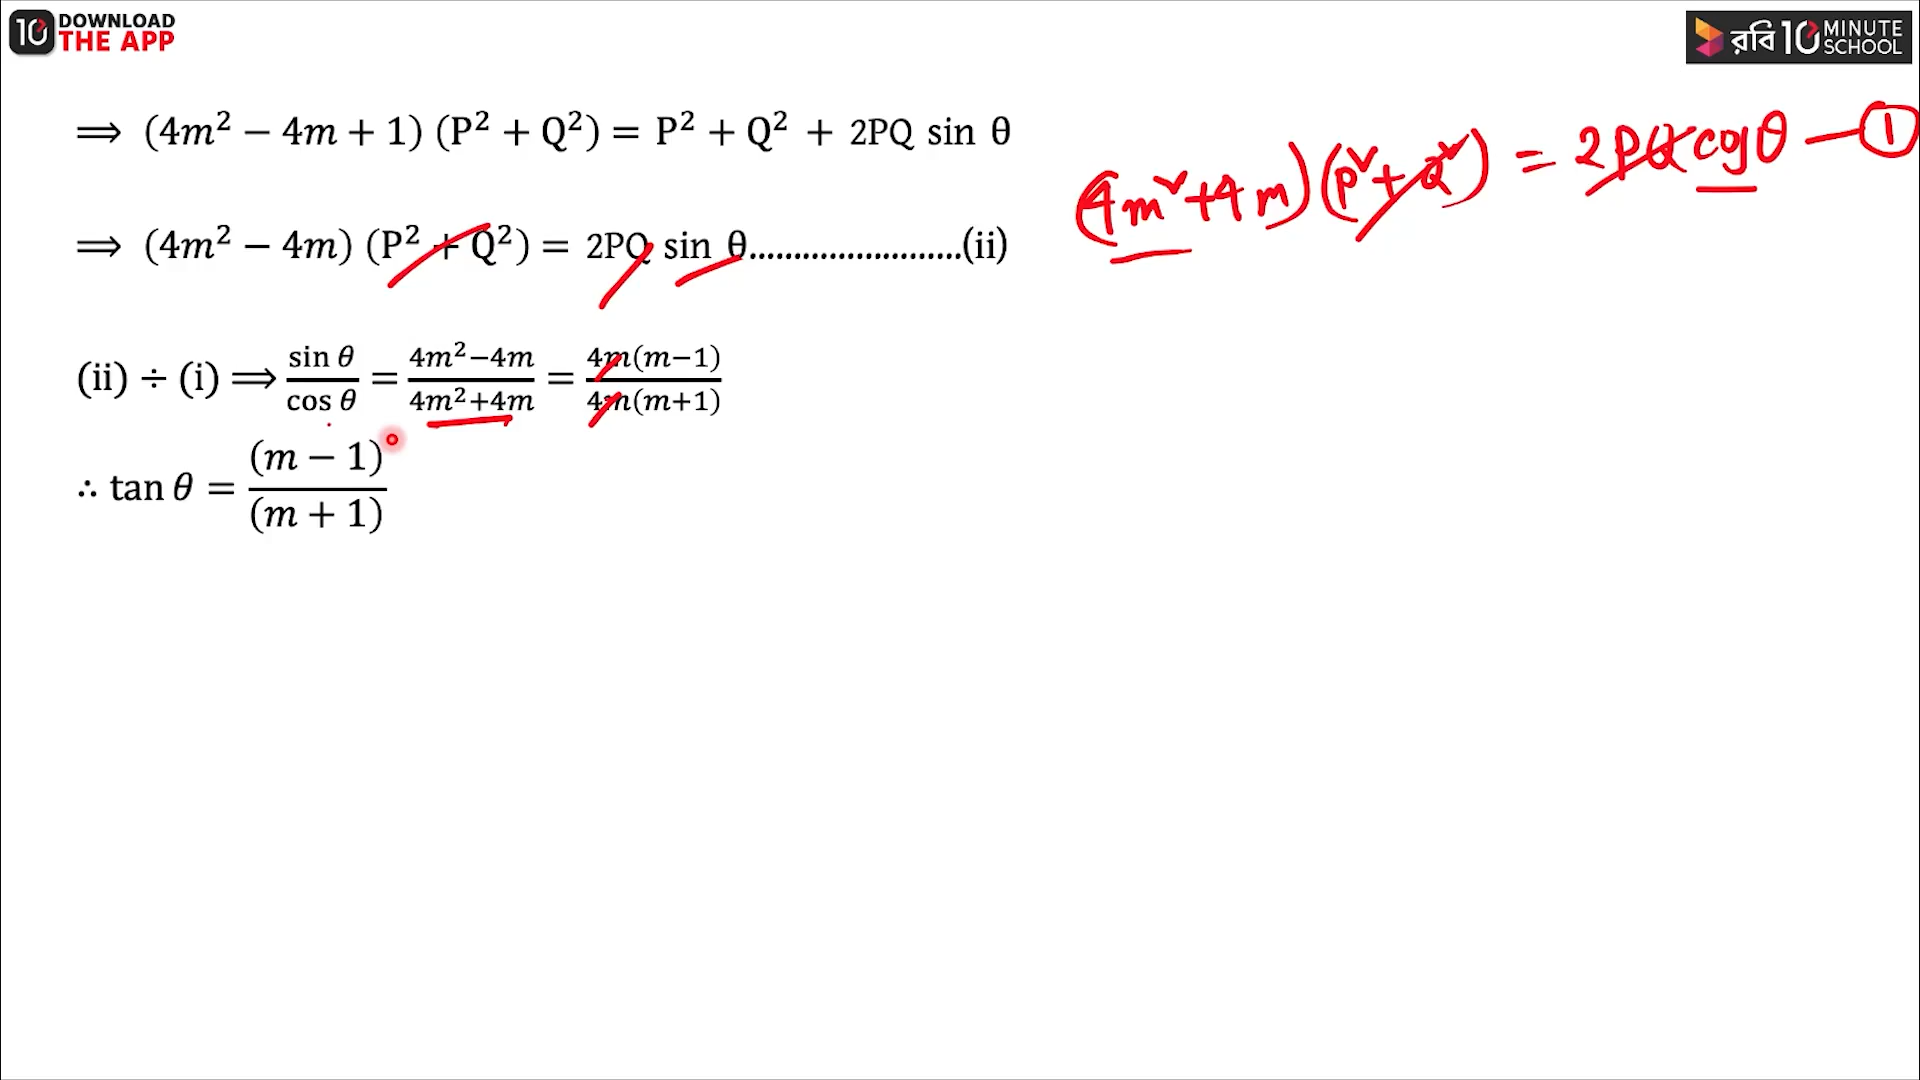 10 DOWNLOAD THE APP
রবি 10 MINUTE SCHOOL
⟹ (4m² − 4m + 1) (P² + Q²) = P² + Q² + 2PQ sin θ
(4m² + 4m)(P² + Q²) = 2PQ cos θ — ①
⟹ (4m² − 4m) (P² + Q²) = 2PQ sin θ........................(ii)
(ii) ÷ (i) ⟹ sin θ / cos θ = 4m²−4m / 4m²+4m = 4m(m−1) / 4m(m+1)
∴ tan θ = (m − 1) / (m + 1)